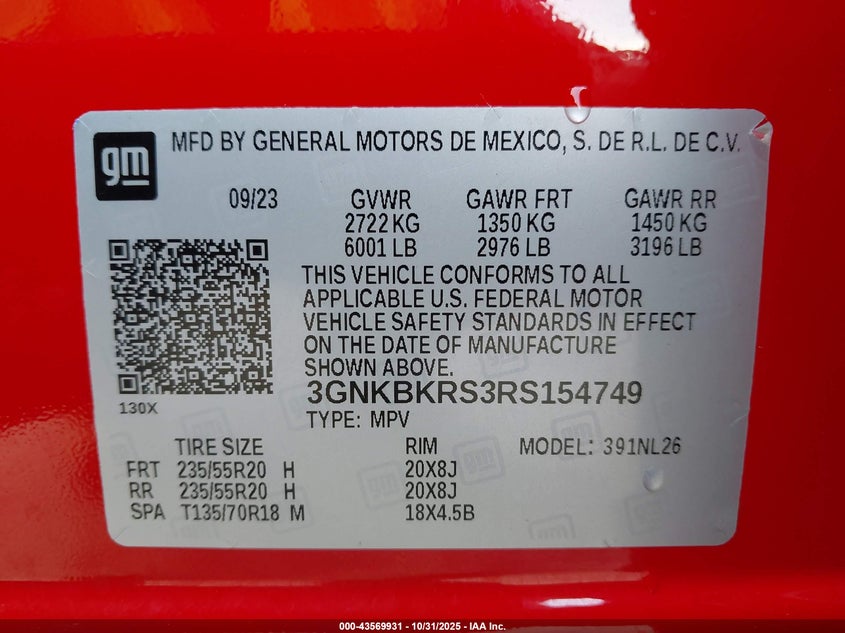 gm MFD BY GENERAL MOTORS DE MEXICO, S. DE R.L. DE C.V.
09/23 GVWR GAWR FRT GAWR RR
2722 KG 1350 KG 1450 KG
6001 LB 2976 LB 3196 LB
THIS VEHICLE CONFORMS TO ALL
APPLICABLE U.S. FEDERAL MOTOR
VEHICLE SAFETY STANDARDS IN EFFECT
ON THE DATE OF MANUFACTURE
SHOWN ABOVE.
3GNKBKRS3RS154749
130X
TYPE: MPV
TIRE SIZE RIM MODEL: 391NL26
FRT 235/55R20 H 20X8J
RR 235/55R20 H 20X8J
SPA T135/70R18 M 18X4.5B
000-43569931 - 10/31/2025 - IAA Inc.